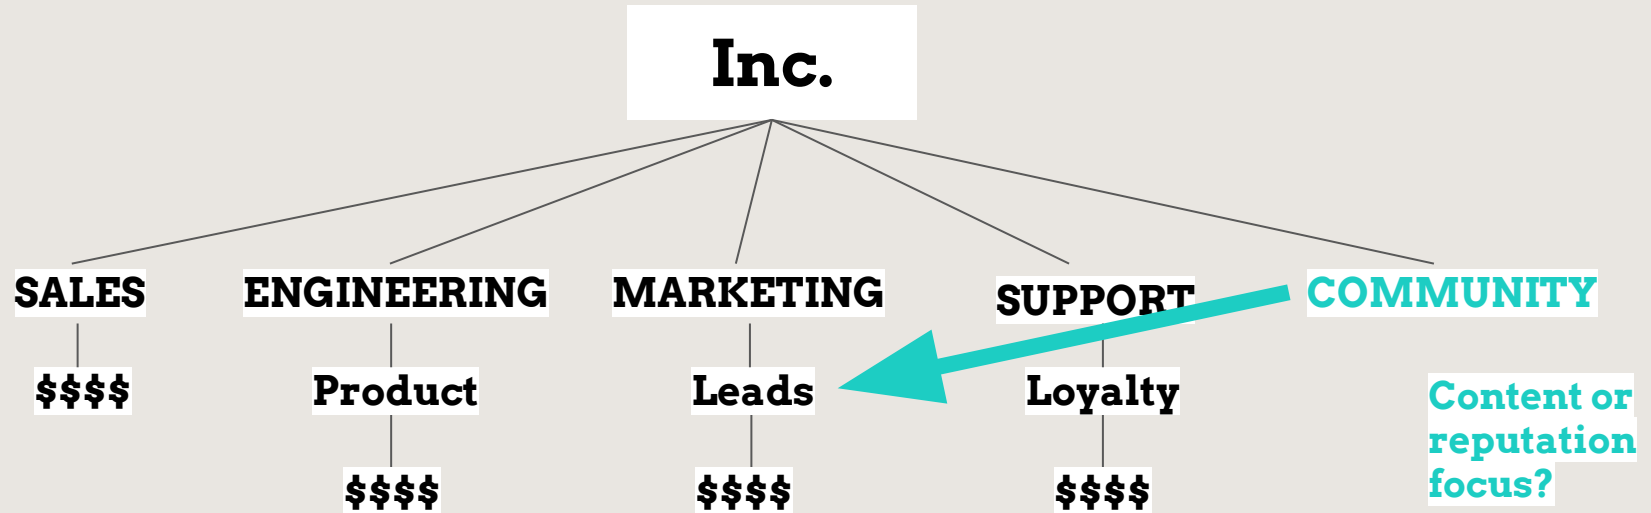 Inc.
SALES
ENGINEERING
MARKETING
SUPPORT
COMMUNITY
$$$$
Product
Leads
Loyalty
Content or
reputation
focus?
$$$$
$$$$
$$$$